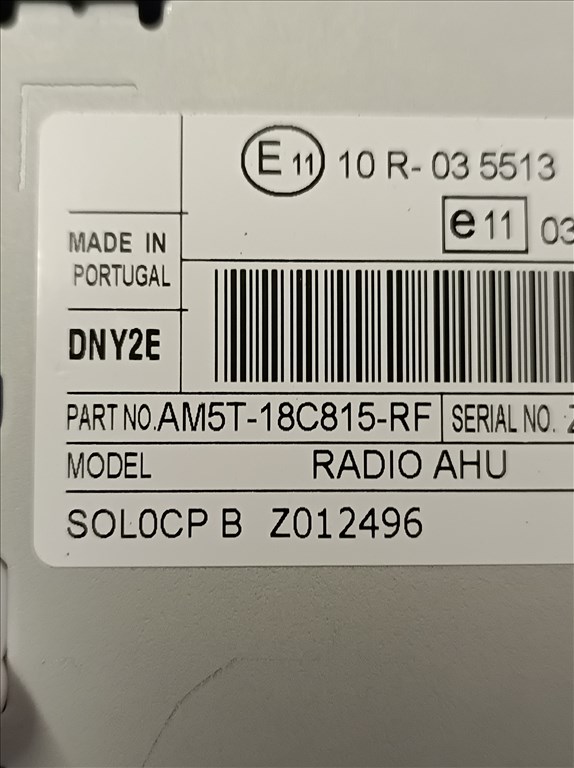 E 11 10 R- 03 5513
e 11 03
MADE IN
PORTUGAL
DNY2E
PART NO. AM5T-18C815-RF SERIAL NO.
MODEL RADIO AHU
SOL0CP B Z012496